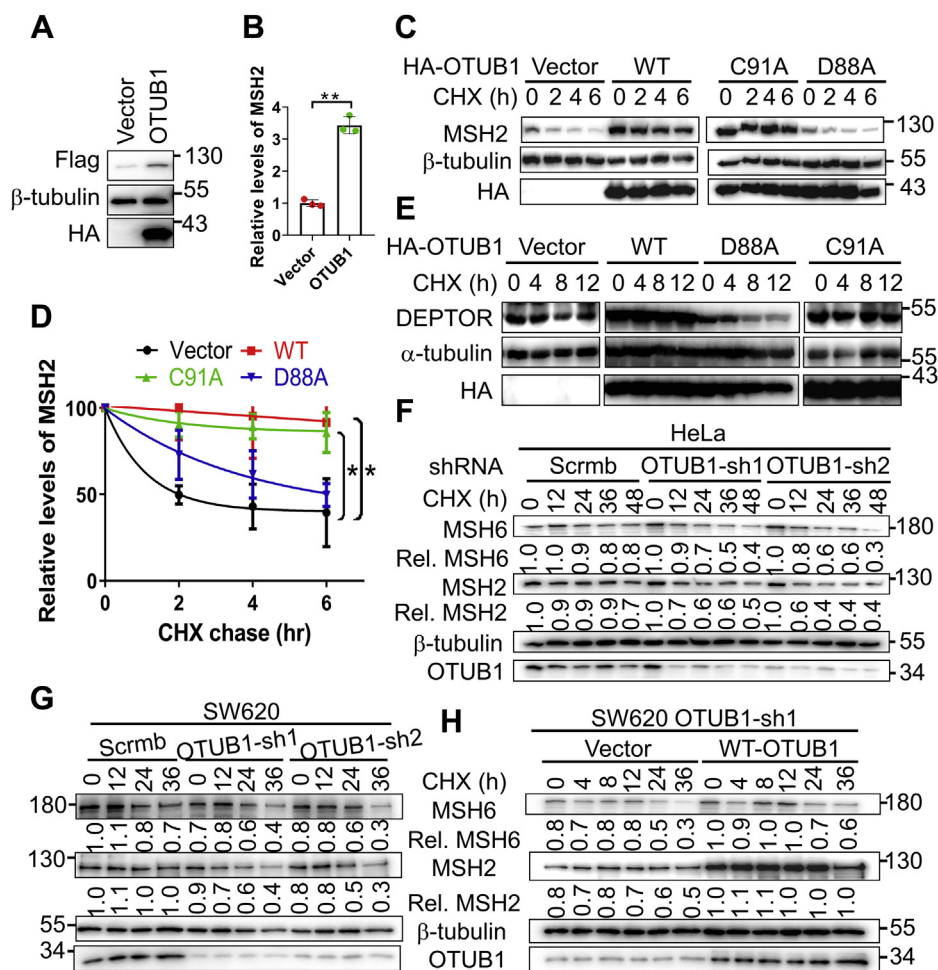 A
Vector
OTUB1
Flag
130
β-tubulin
55
HA
43
B
Relative levels of MSH2
**
5
4
3
2
1
0
Vector
OTUB1
C
HA-OTUB1 Vector WT C91A D88A
CHX (h) 0 2 4 6 0 2 4 6 0 2 4 6 0 2 4 6
MSH2 130
β-tubulin 55
HA 43
D
Relative levels of MSH2
Vector WT
C91A D88A
100
50
0
0 2 4 6
CHX chase (hr)
* *
E
HA-OTUB1 Vector WT D88A C91A
CHX (h) 0 4 8 12 0 4 8 12 0 4 8 12 0 4 8 12
DEPTOR 55
α-tubulin 55
HA 43
F
HeLa
shRNA Scrmb OTUB1-sh1 OTUB1-sh2
CHX (h) 0 12 24 36 48 0 12 24 36 48 0 12 24 36 48
MSH6 180
Rel. MSH6 1.0 1.0 0.9 0.8 0.8 1.0 0.9 0.7 0.5 0.4 1.0 0.8 0.6 0.6 0.3
MSH2 130
Rel. MSH2 1.0 0.9 0.9 0.9 0.7 1.0 0.7 0.6 0.6 0.5 1.0 0.6 0.4 0.4 0.4
β-tubulin 55
OTUB1 34
G
SW620
Scrmb OTUB1-sh1 OTUB1-sh2
0 12 24 36 0 12 24 36 0 12 24 36
180
1.0 1.1 0.8 0.7 0.7 0.8 0.6 0.4 0.8 0.8 0.6 0.3
130
1.0 1.1 1.0 1.0 0.9 0.7 0.6 0.4 0.8 0.8 0.5 0.3
55
34
H
SW620 OTUB1-sh1
Vector WT-OTUB1
CHX (h) 0 4 8 12 24 36 0 4 8 12 24 36
MSH6 180
Rel. MSH6 0.8 0.7 0.8 0.8 0.5 0.3 1.0 0.9 1.0 1.0 0.7 0.6
MSH2 130
Rel. MSH2 0.8 0.7 0.8 0.7 0.6 0.5 1.0 1.1 1.1 1.0 1.0 1.0
β-tubulin 55
OTUB1 34